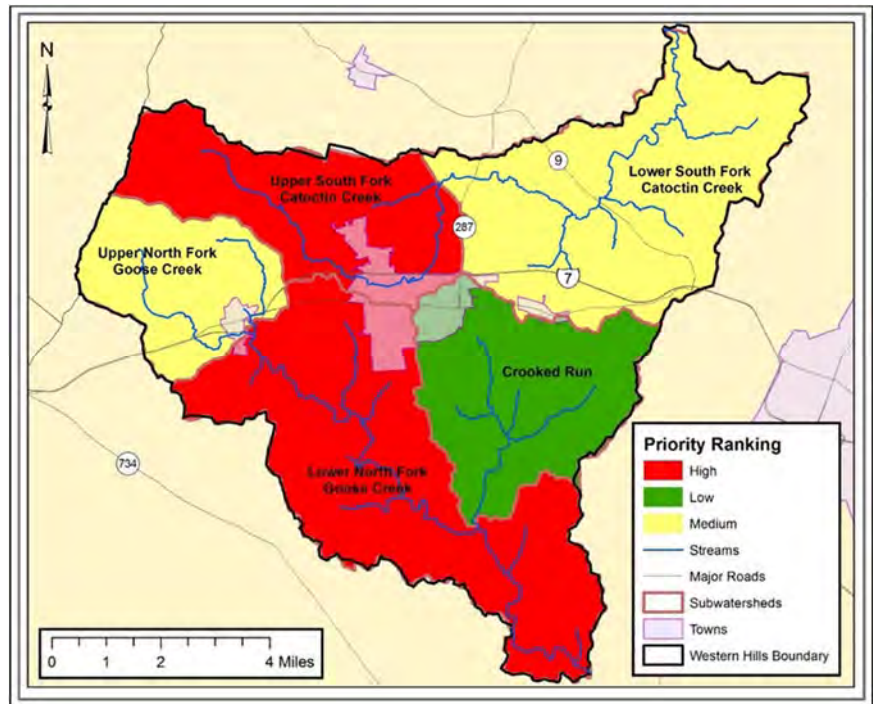 N
9
Upper South Fork
Catoctin Creek
Lower South Fork
Catoctin Creek
287
Upper North Fork
Goose Creek
7
Crooked Run
734
Lower North Fork
Goose Creek
Priority Ranking
High
Low
Medium
Streams
Major Roads
Subwatersheds
Towns
Western Hills Boundary
0 1 2 4 Miles